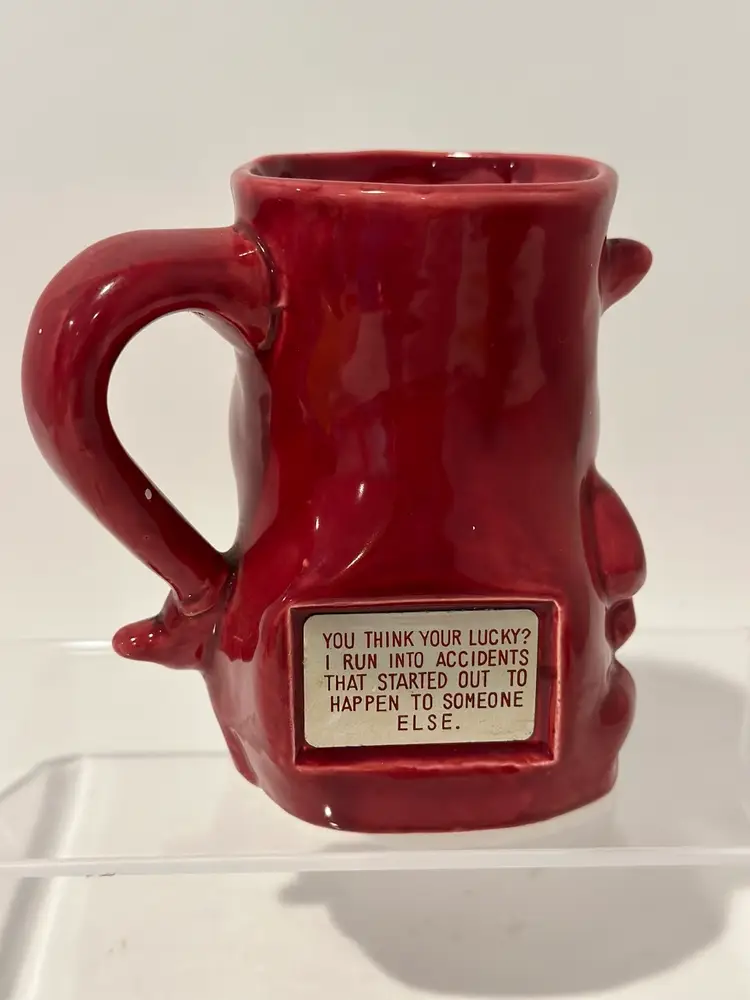 YOU THINK YOUR LUCKY?
I RUN INTO ACCIDENTS
THAT STARTED OUT TO
HAPPEN TO SOMEONE
ELSE.